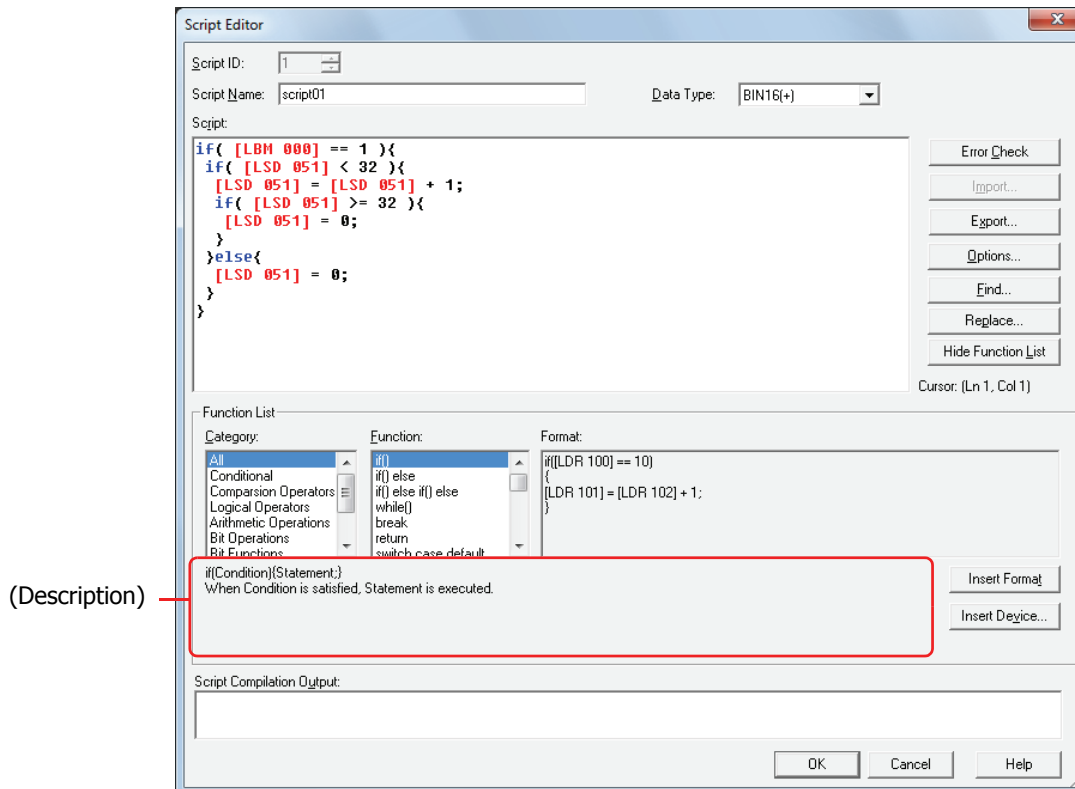 Script Editor
Script ID: 1
Script Name: script01 Data Type: BIN16(+)
Script:
if( [LBM 000] == 1 ){
if( [LSD 051] < 32 ){
[LSD 051] = [LSD 051] + 1;
if( [LSD 051] >= 32 ){
[LSD 051] = 0;
}
}else{
[LSD 051] = 0;
}
}
Error Check
Import...
Export...
Options...
Find...
Replace...
Hide Function List
Cursor: (Ln 1, Col 1)
Function List
Category:
All
Conditional
Comparsion Operators
Logical Operators
Arithmetic Operations
Bit Operations
Bit Functions
Function:
if()
if() else
if() else if() else
while()
break
return
switch case default
Format:
if([LDR 100] == 10)
{
[LDR 101] = [LDR 102] + 1;
}
(Description)
if(Condition){Statement;}
When Condition is satisfied, Statement is executed.
Insert Format
Insert Device...
Script Compilation Output:
OK Cancel Help